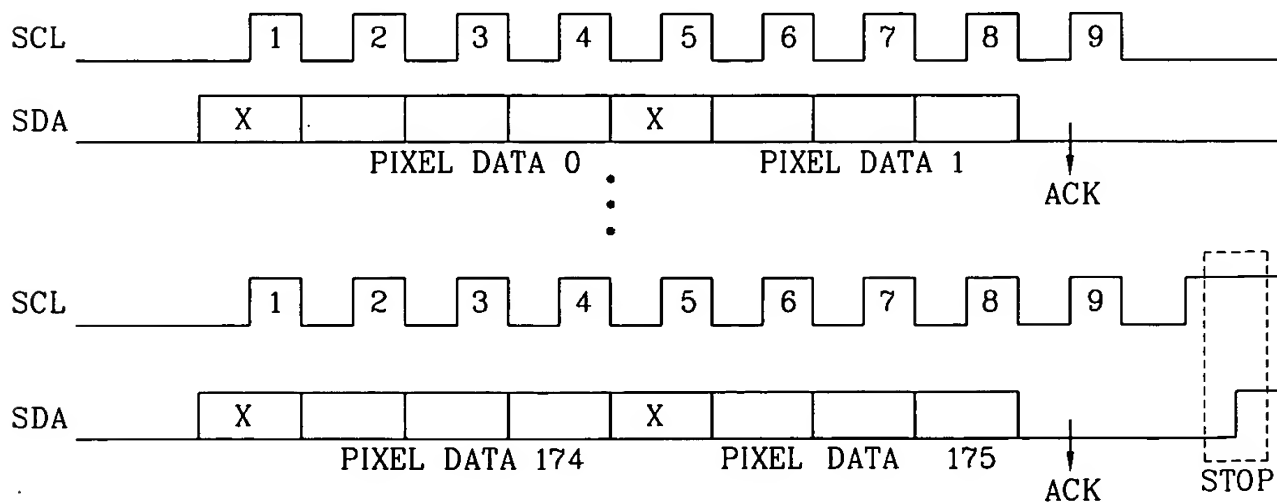 SCL 1 2 3 4 5 6 7 8 9
SDA X X
PIXEL DATA 0 PIXEL DATA 1
ACK
SCL 1 2 3 4 5 6 7 8 9
SDA X X
PIXEL DATA 174 PIXEL DATA 175
ACK STOP